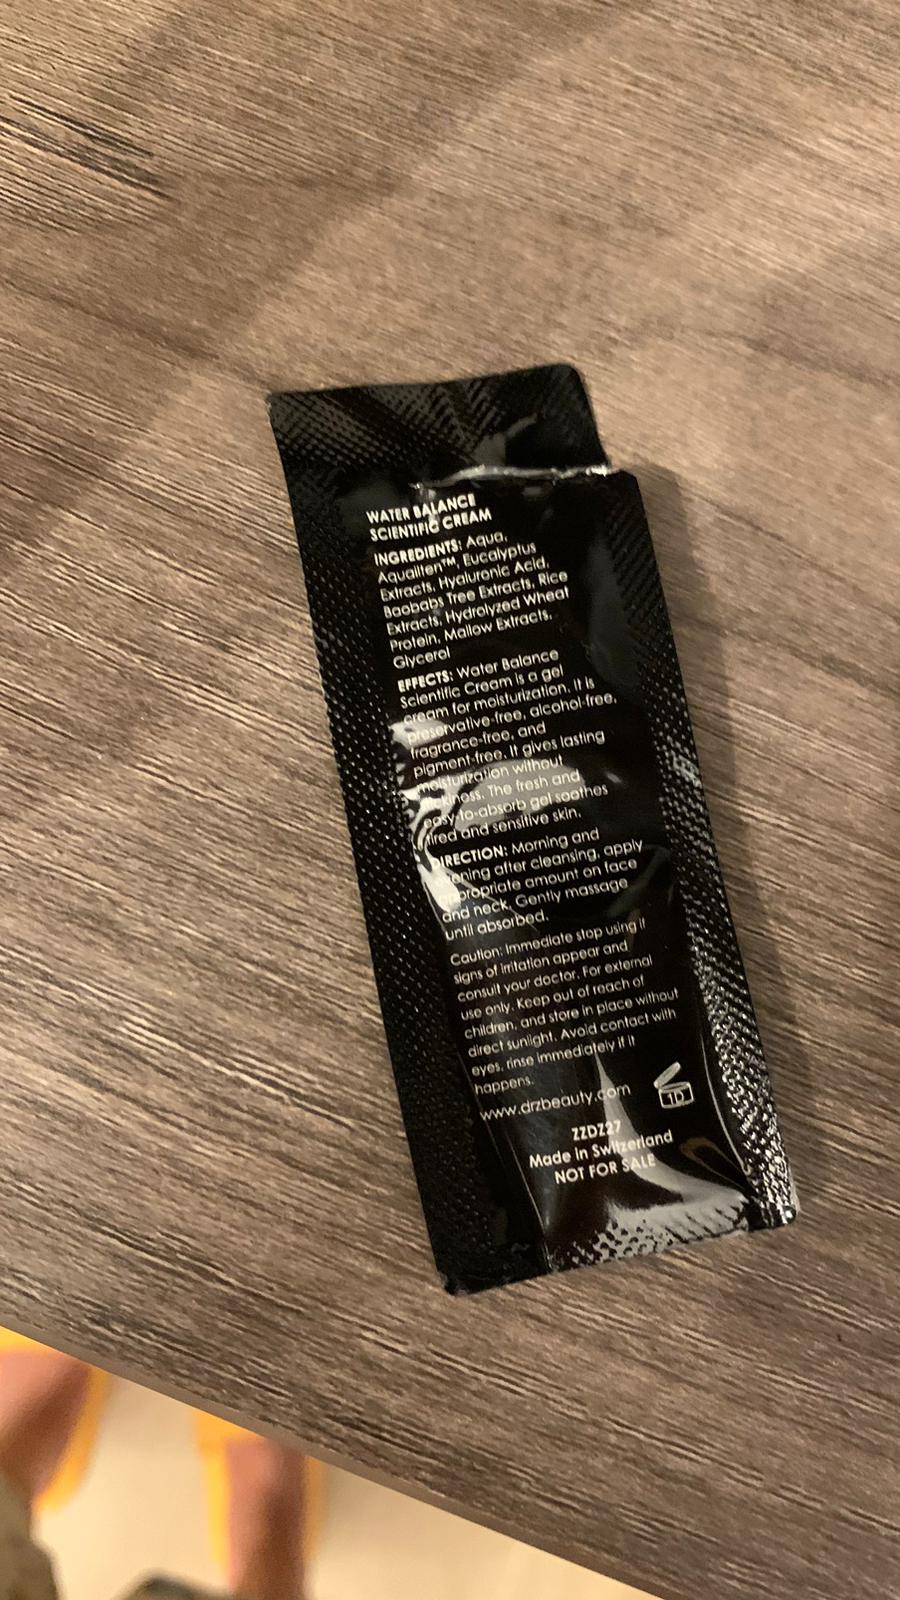 WATER BALANCE
SCIENTIFIC CREAM
INGREDIENTS: Aqua,
Aqualiten™, Eucalyptus
Extracts, Hyaluronic Acid,
Baobabs Tree Extracts, Rice
Extracts, Hydrolyzed Wheat
Protein, Mallow Extracts,
Glycerol
EFFECTS: Water Balance
Scientific Cream is a gel
cream for moisturization. It is
preservative-free, alcohol-free,
fragrance-free, and
pigment-free. It gives lasting
moisturization without
The fresh and
easy-to-absorb gel soothes
tired and sensitive skin.
DIRECTION: Morning and
evening after cleansing, apply
appropriate amount on face
and neck. Gently massage
until absorbed.
Caution: Immediate stop using if
signs of irritation appear and
consult your doctor. For external
use only. Keep out of reach of
children, and store in place without
direct sunlight. Avoid contact with
eyes, rinse immediately if it
happens.
www.drzbeauty.com
1D
ZZDZ27
Made in Switzerland
NOT FOR SALE